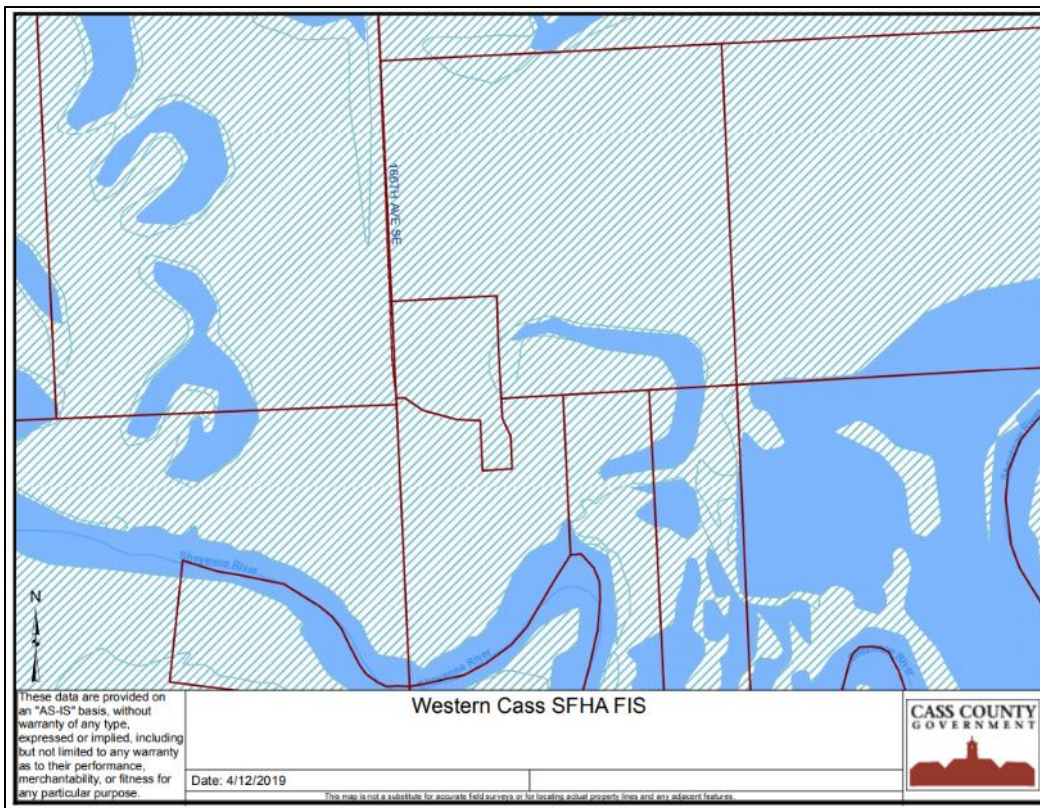 166TH AVE SE
Sheyenne River
Sheyenne River
N
These data are provided on
an "AS-IS" basis, without
warranty of any type,
expressed or implied, including
but not limited to any warranty
as to their performance,
merchantability, or fitness for
any particular purpose.
Western Cass SFHA FIS
Date: 4/12/2019
This map is not a substitute for accurate field surveys or for locating actual property lines and any adjacent features.
CASS COUNTY
GOVERNMENT